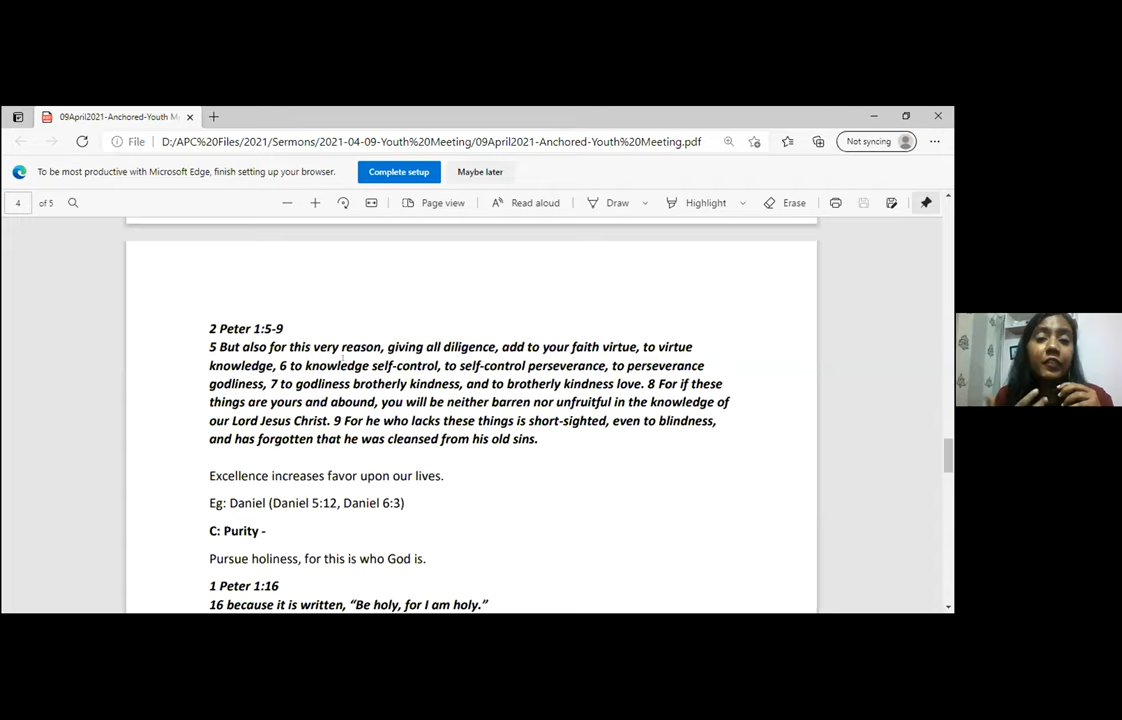 09April2021-Anchored-Youth M
File D:/APC%20Files/2021/Sermons/2021-04-09-Youth%20Meeting/09April2021-Anchored-Youth%20Meeting.pdf Not syncing
To be most productive with Microsoft Edge, finish setting up your browser. Complete setup Maybe later
4 of 5 Page view Read aloud Draw Highlight Erase
2 Peter 1:5-9
5 But also for this very reason, giving all diligence, add to your faith virtue, to virtue
knowledge, 6 to knowledge self-control, to self-control perseverance, to perseverance
godliness, 7 to godliness brotherly kindness, and to brotherly kindness love. 8 For if these
things are yours and abound, you will be neither barren nor unfruitful in the knowledge of
our Lord Jesus Christ. 9 For he who lacks these things is short-sighted, even to blindness,
and has forgotten that he was cleansed from his old sins.
Excellence increases favor upon our lives.
Eg: Daniel (Daniel 5:12, Daniel 6:3)
C: Purity -
Pursue holiness, for this is who God is.
1 Peter 1:16
16 because it is written, “Be holy, for I am holy.”